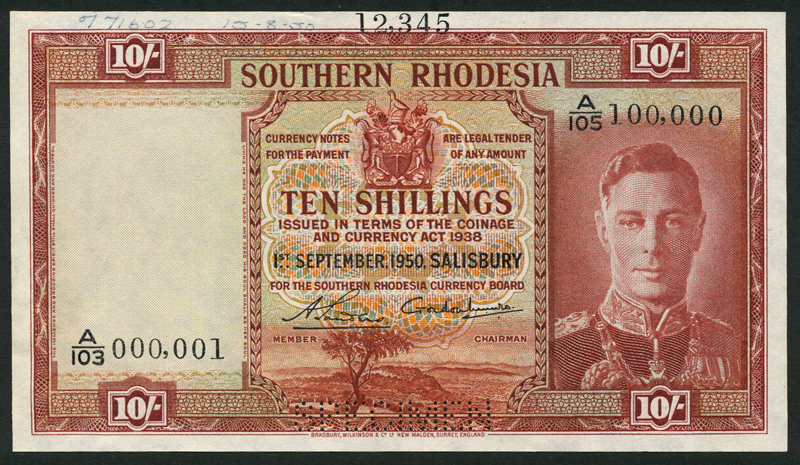 12,345
10/- 10/-
SOUTHERN RHODESIA
A/105 100,000
CURRENCY NOTES ARE LEGAL TENDER
FOR THE PAYMENT OF ANY AMOUNT
TEN SHILLINGS
ISSUED IN TERMS OF THE COINAGE
AND CURRENCY ACT 1938
1ST SEPTEMBER 1950, SALISBURY
FOR THE SOUTHERN RHODESIA CURRENCY BOARD
A/103 000,001
MEMBER CHAIRMAN
SPECIMEN
10/- 10/-
BRADBURY, WILKINSON & Co. Ld. NEW MALDEN, SURREY, ENGLAND.